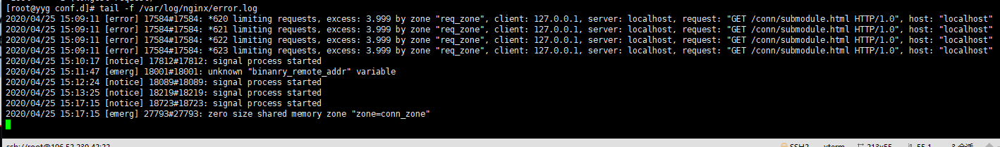 [root@yyg conf.d]# tail -f /var/log/nginx/error.log
2020/04/25 15:09:11 [error] 17584#17584: *620 limiting requests, excess: 3.999 by zone "req_zone", client: 127.0.0.1, server: localhost, request: "GET /conn/submodule.html HTTP/1.0", host: "localhost"
2020/04/25 15:09:11 [error] 17584#17584: *621 limiting requests, excess: 3.999 by zone "req_zone", client: 127.0.0.1, server: localhost, request: "GET /conn/submodule.html HTTP/1.0", host: "localhost"
2020/04/25 15:09:11 [error] 17584#17584: *622 limiting requests, excess: 3.999 by zone "req_zone", client: 127.0.0.1, server: localhost, request: "GET /conn/submodule.html HTTP/1.0", host: "localhost"
2020/04/25 15:09:11 [error] 17584#17584: *623 limiting requests, excess: 3.999 by zone "req_zone", client: 127.0.0.1, server: localhost, request: "GET /conn/submodule.html HTTP/1.0", host: "localhost"
2020/04/25 15:10:17 [notice] 17812#17812: signal process started
2020/04/25 15:11:47 [emerg] 18001#18001: unknown "binanry_remote_addr" variable
2020/04/25 15:12:24 [notice] 18089#18089: signal process started
2020/04/25 15:13:25 [notice] 18219#18219: signal process started
2020/04/25 15:17:15 [notice] 18723#18723: signal process started
2020/04/25 15:17:15 [emerg] 27793#27793: zero size shared memory zone "zone=conn_zone"